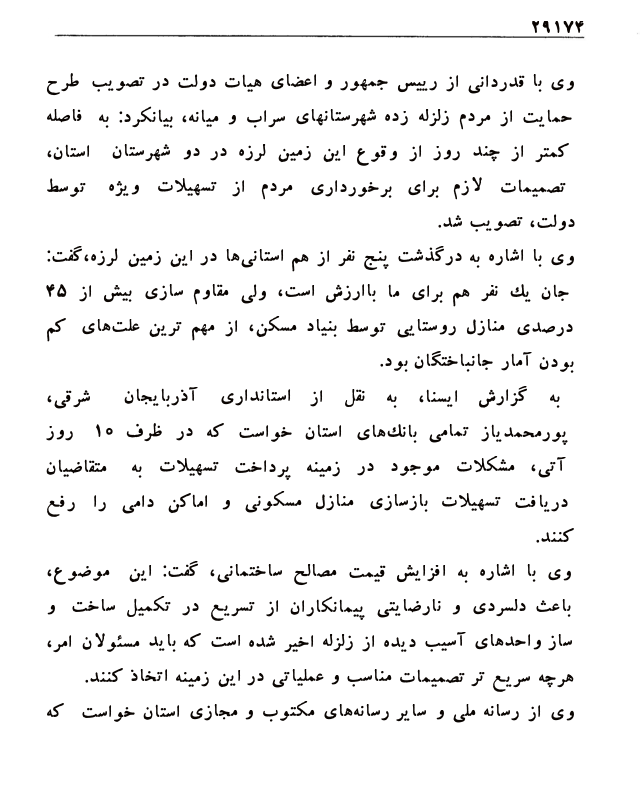 ۲۹۱۷۴
وی با قدردانی از رییس جمهور و اعضای هیات دولت در تصویب طرح
حمایت از مردم زلزله زده شهرستانهای سراب و میانه، بیانکرد: به فاصله
کمتر از چند روز از وقوع این زمین لرزه در دو شهرستان استان،
تصمیمات لازم برای برخورداری مردم از تسهیلات ویژه توسط
دولت، تصویب شد.
وی با اشاره به درگذشت پنج نفر از هم استانی‌ها در این زمین لرزه،گفت:
جان یك نفر هم برای ما باارزش است، ولی مقاوم سازی بیش از ۴۵
درصدی منازل روستایی توسط بنیاد مسکن، از مهم ترین علت‌های کم
بودن آمار جانباختگان بود.
به گزارش ایسنا، به نقل از استانداری آذربایجان شرقی،
پورمحمدیاز تمامی بانك‌های استان خواست که در ظرف ۱۵ روز
آتی، مشکلات موجود در زمینه پرداخت تسهیلات به متقاضیان
دریافت تسهیلات بازسازی منازل مسکونی و اماکن دامی را رفع
کنند.
وی با اشاره به افزایش قیمت مصالح ساختمانی، گفت: این موضوع،
باعث دلسردی و نارضایتی پیمانکاران از تسریع در تکمیل ساخت و
ساز واحدهای آسیب دیده از زلزله اخیر شده است که باید مسئولان امر،
هرچه سریع تر تصمیمات مناسب و عملیاتی در این زمینه اتخاذ کنند.
وی از رسانه ملی و سایر رسانه‌های مکتوب و مجازی استان خواست که